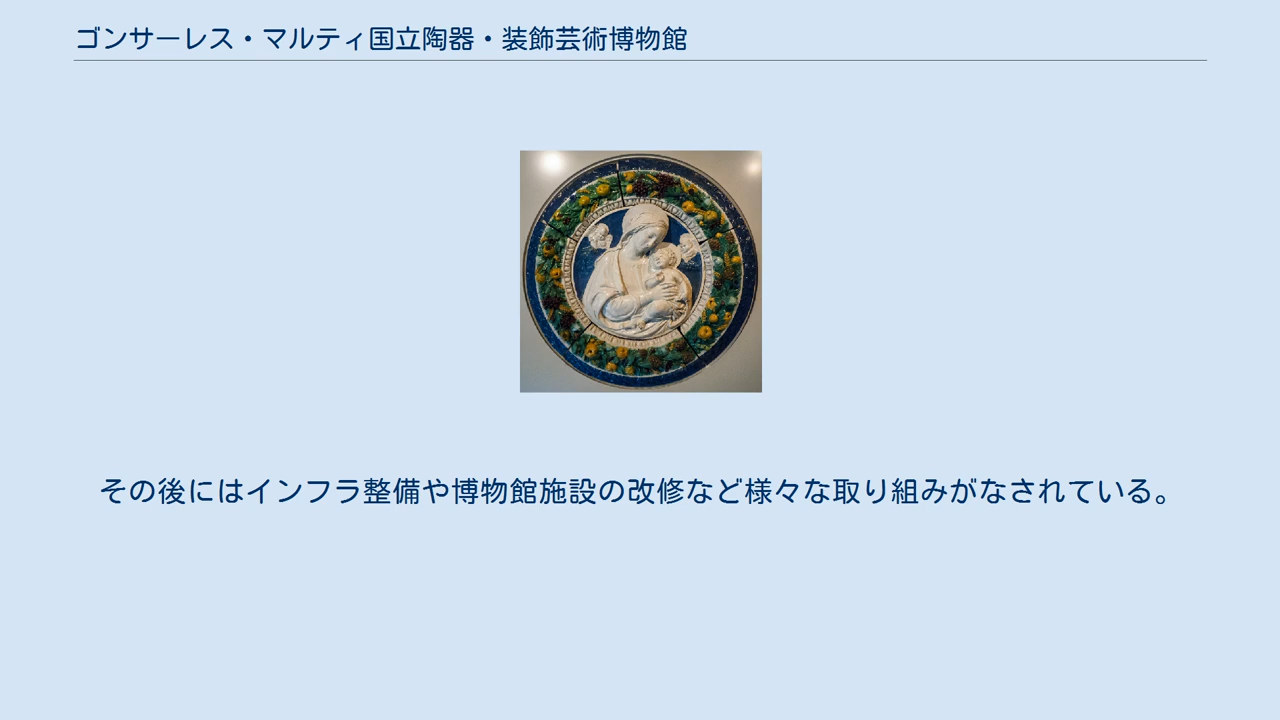 ゴンサーレス・マルティ国立陶器・装飾芸術博物館
その後にはインフラ整備や博物館施設の改修など様々な取り組みがなされている。